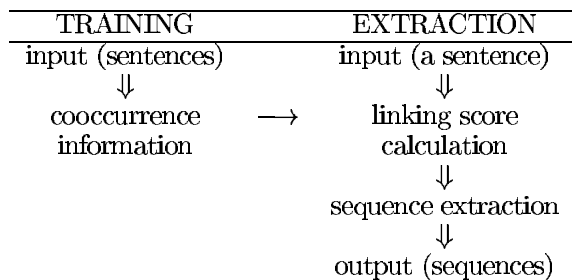 TRAINING EXTRACTION
input (sentences) input (a sentence)
⇓ ⇓
cooccurrence ⟶ linking score
information calculation
⇓
sequence extraction
⇓
output (sequences)